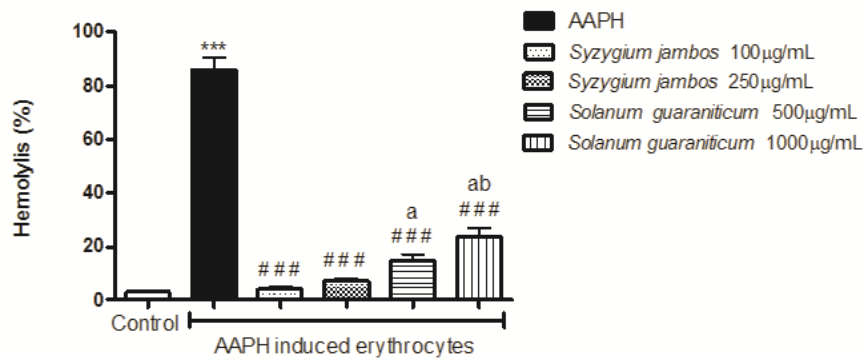 AAPH
Syzygium jambos 100µg/mL
Syzygium jambos 250µg/mL
Solanum guaraniticum 500µg/mL
Solanum guaraniticum 1000µg/mL
Hemolylis (%)
100
80
60
40
20
0
***
###
###
a
###
ab
###
Control
AAPH induced erythrocytes